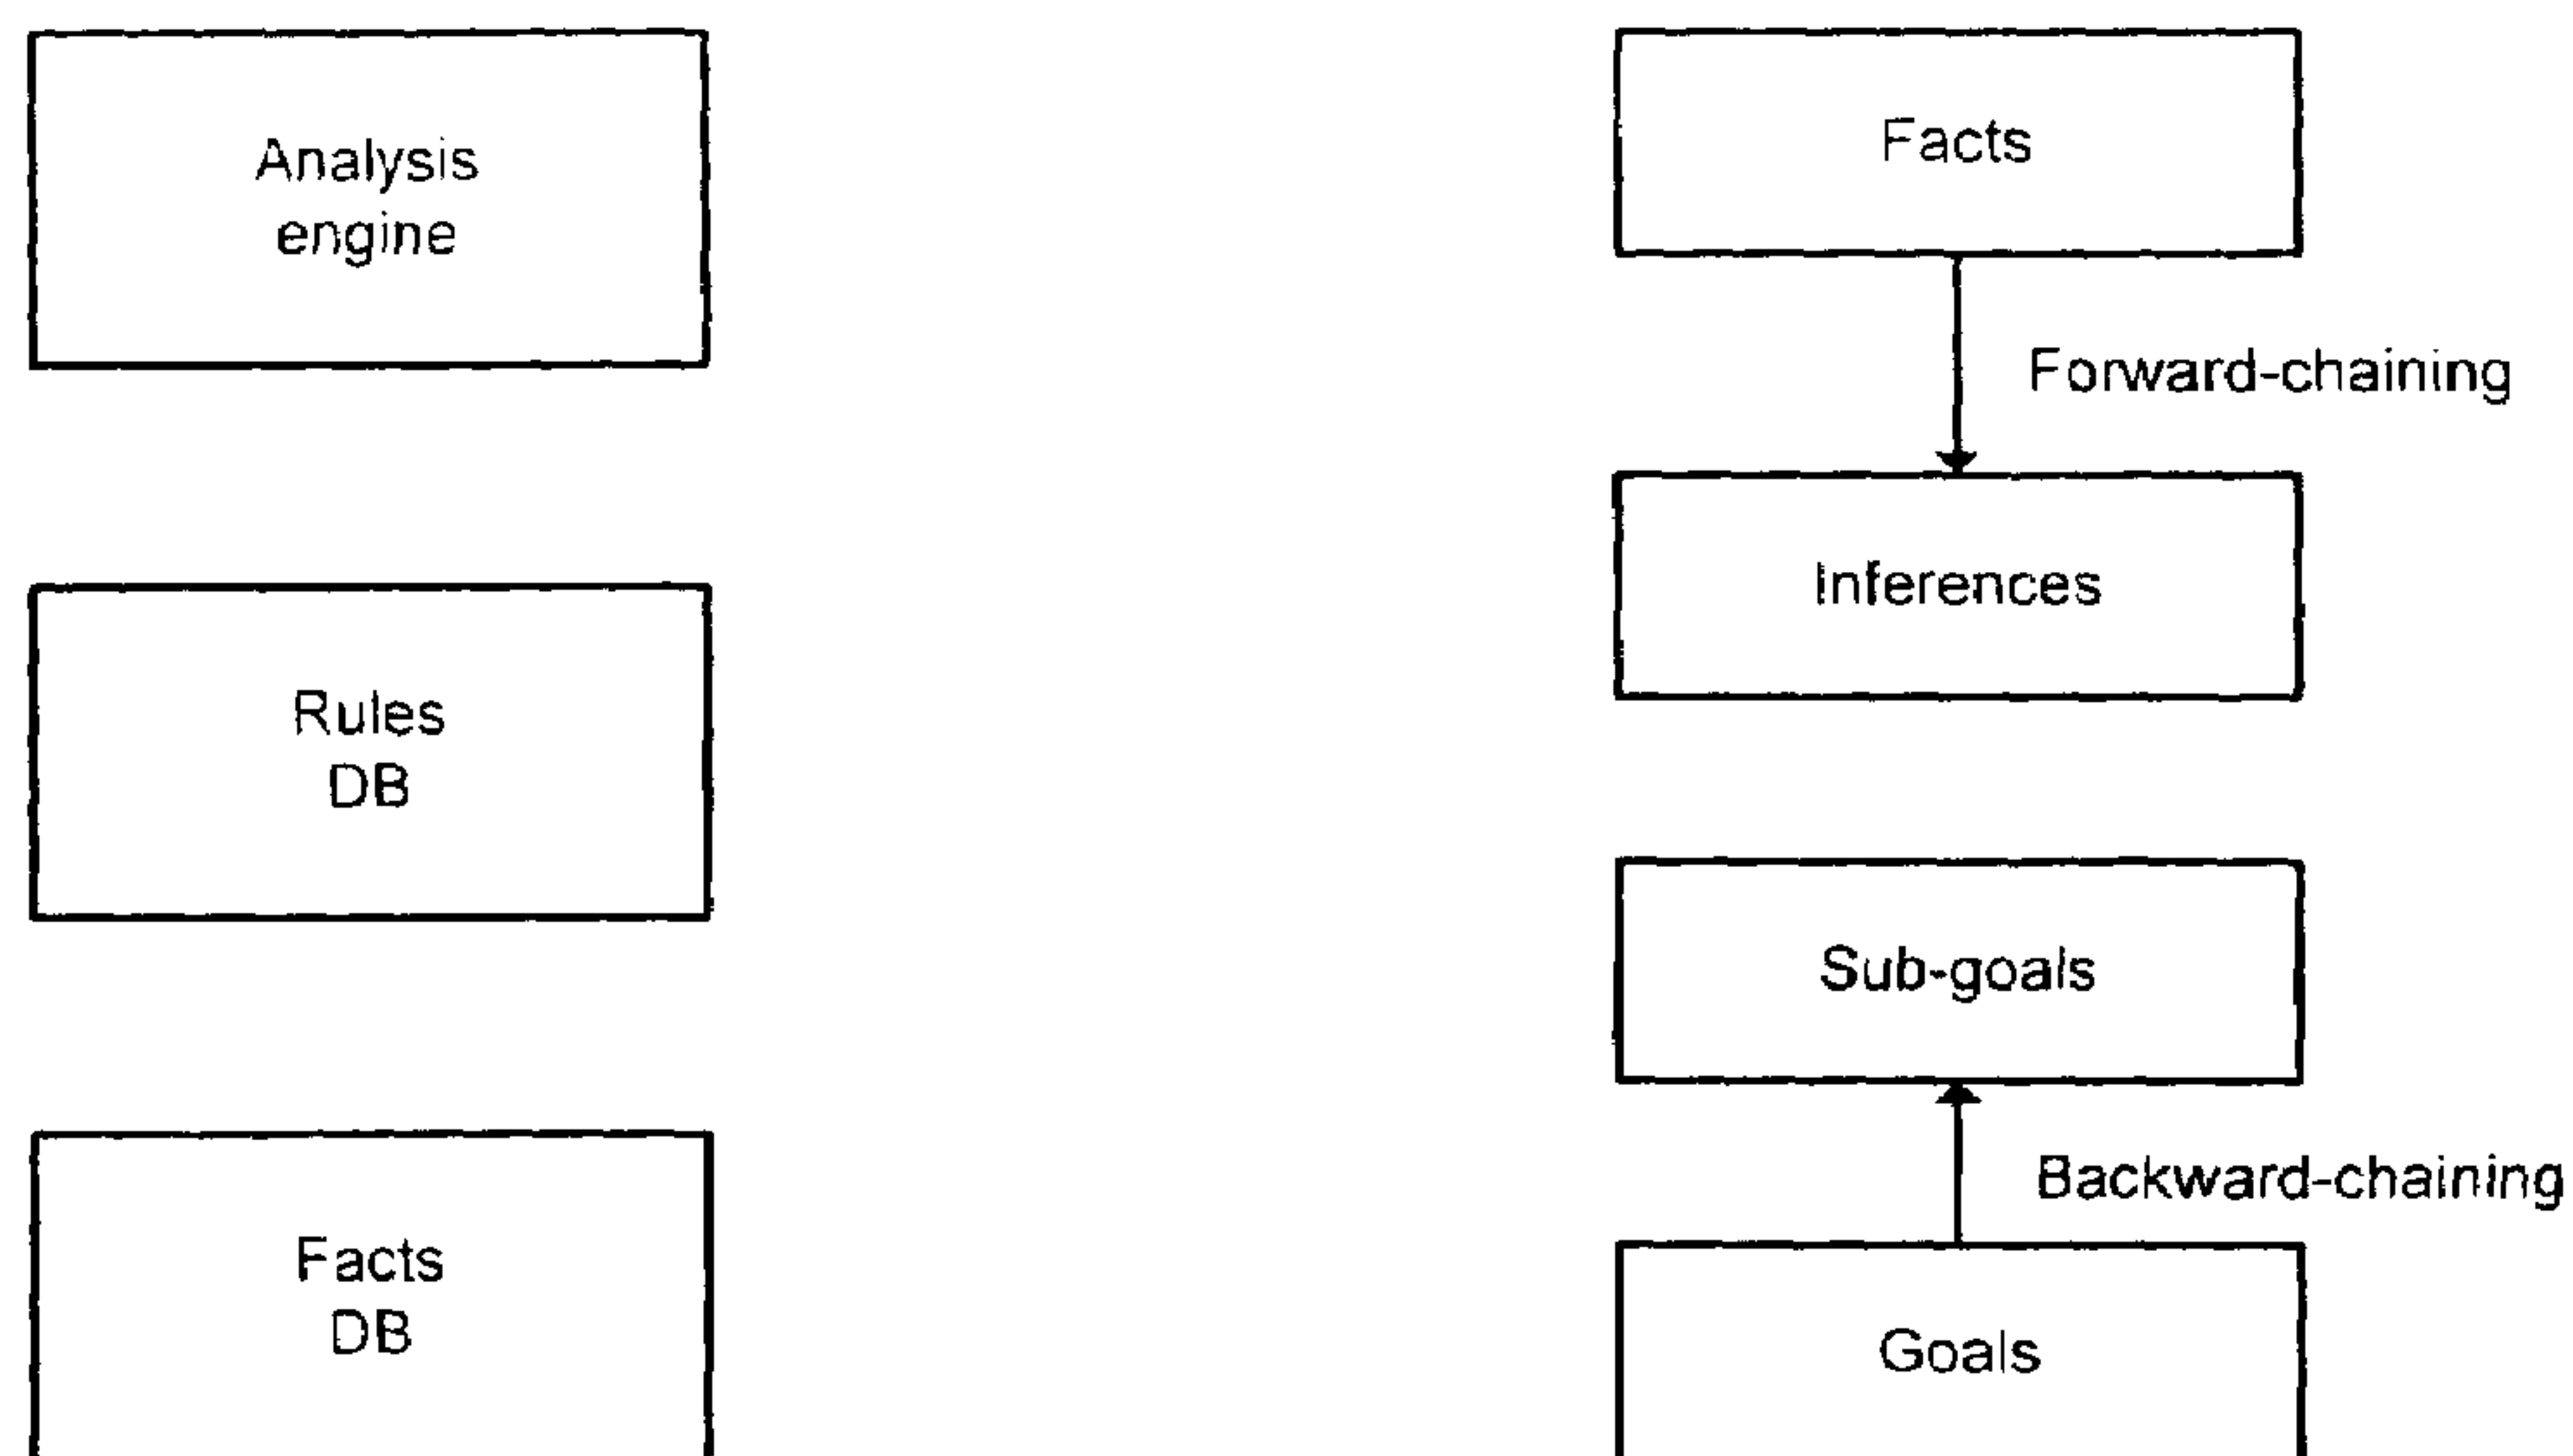 Analysis
engine
Rules
DB
Facts
DB
Facts
Forward-chaining
Inferences
Sub-goals
Backward-chaining
Goals